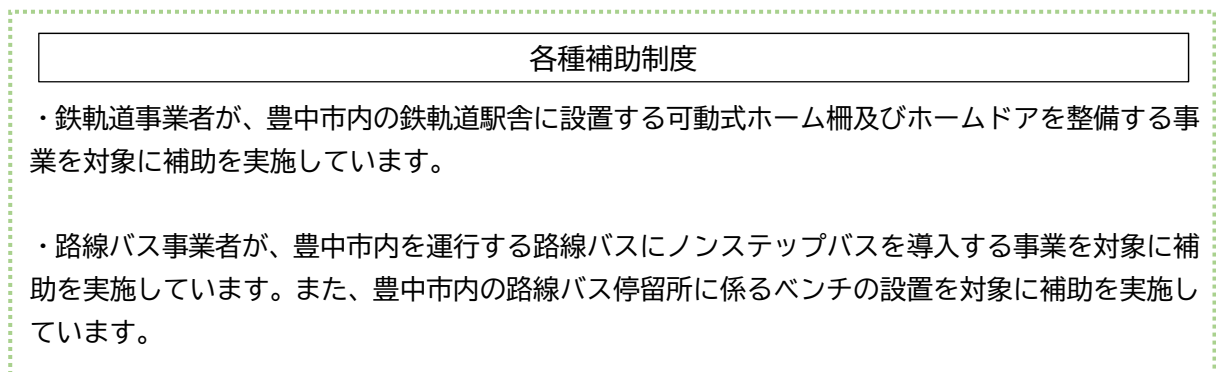 各種補助制度
・鉄軌道事業者が、豊中市内の鉄軌道駅舎に設置する可動式ホーム柵及びホームドアを整備する事
業を対象に補助を実施しています。
・路線バス事業者が、豊中市内を運行する路線バスにノンステップバスを導入する事業を対象に補
助を実施しています。また、豊中市内の路線バス停留所に係るベンチの設置を対象に補助を実施し
ています。